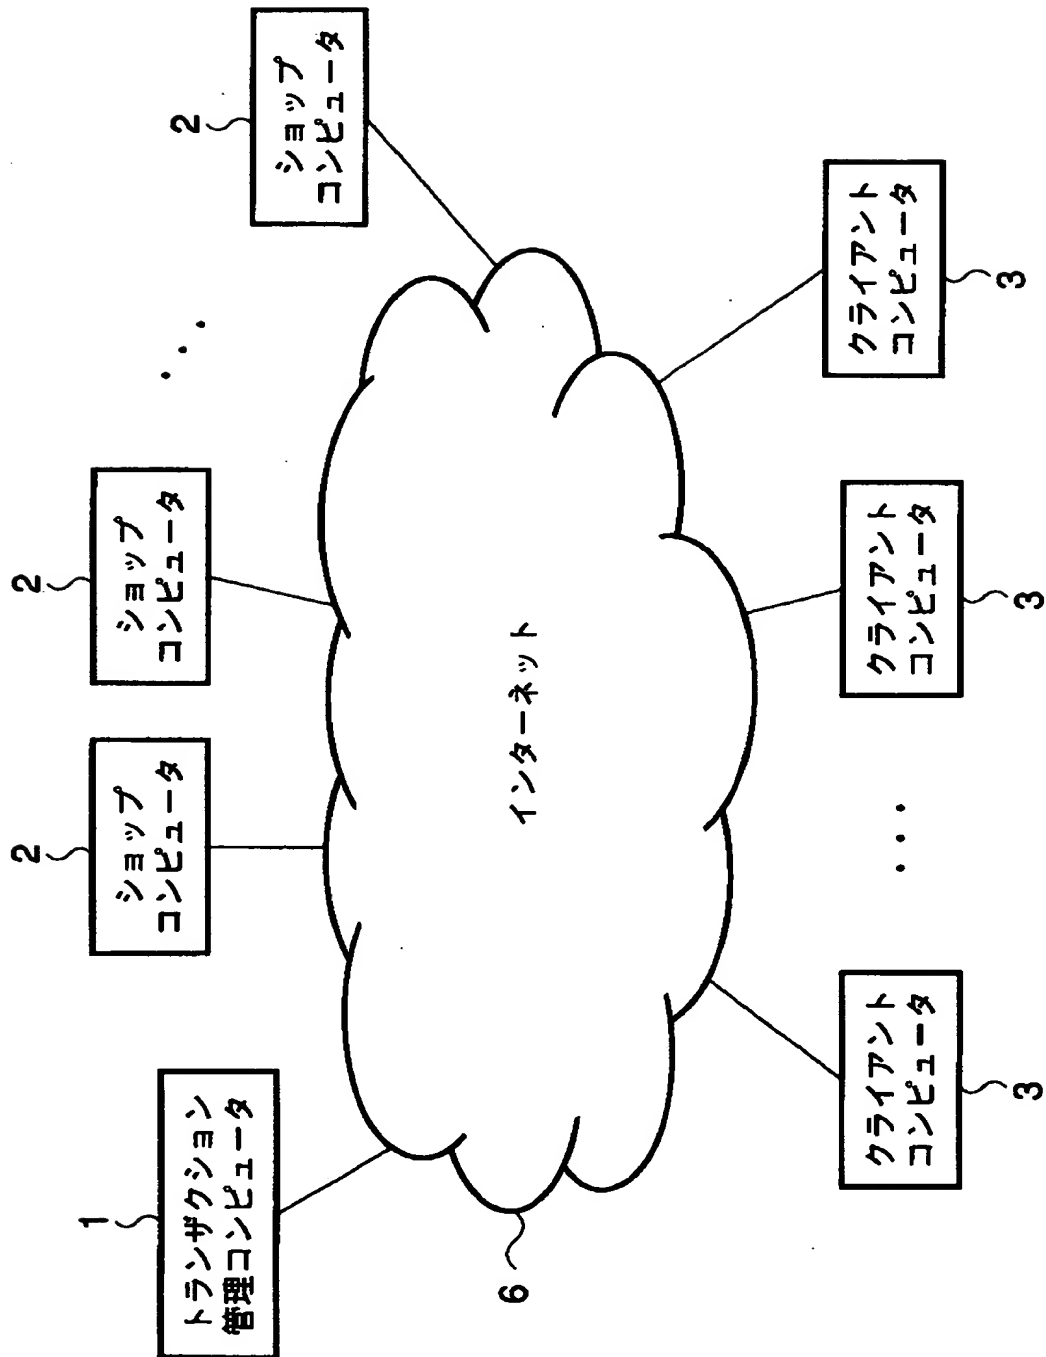 1
トランザクション
管理コンピュータ
2
ショップ
コンピュータ
2
ショップ
コンピュータ
...
2
ショップ
コンピュータ
インターネット
6
クライアント
コンピュータ
3
...
クライアント
コンピュータ
3
クライアント
コンピュータ
3